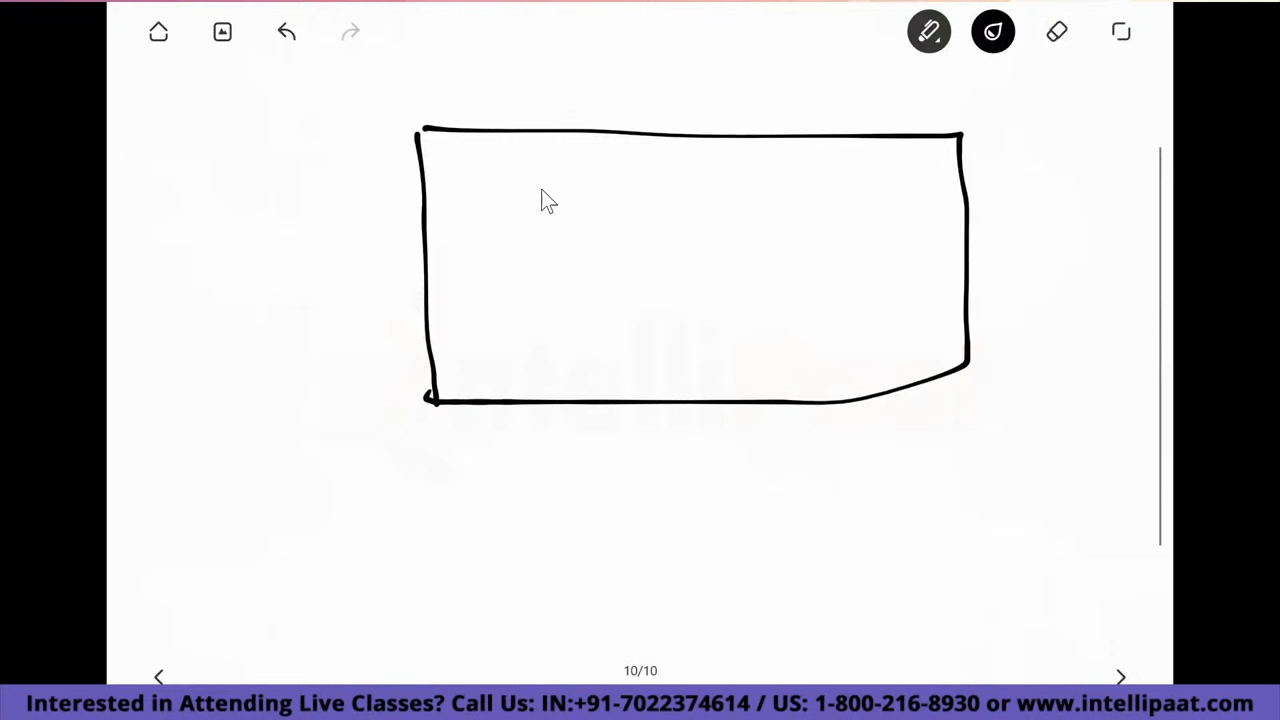 intelliPaat
10/10
Interested in Attending Live Classes? Call Us: IN:+91-7022374614 / US: 1-800-216-8930 or www.intellipaat.com